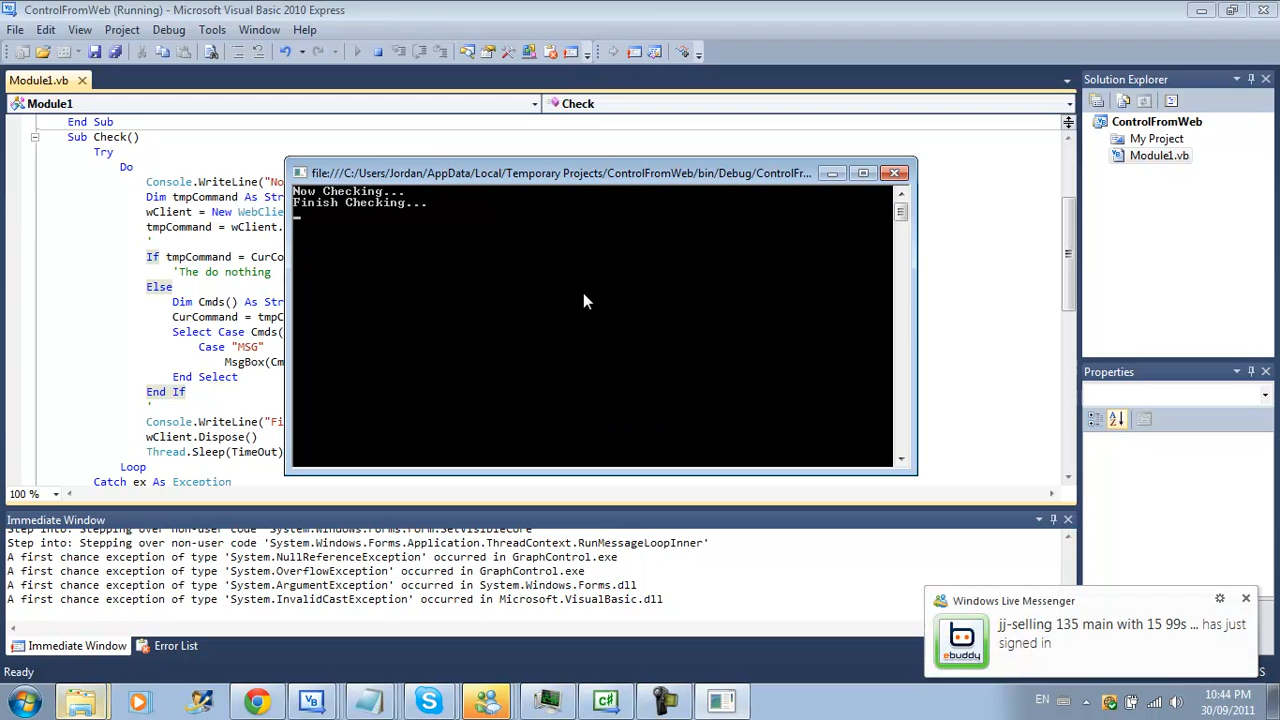 ControlFromWeb (Running) - Microsoft Visual Basic 2010 Express
File Edit View Project Debug Tools Window Help
Module1.vb
Module1 Check
End Sub
Sub Check()
Try
Do
Console.WriteLine("No
Dim tmpCommand As Str
wClient = New WebClie
tmpCommand = wClient.
'
If tmpCommand = CurCo
'The do nothing
Else
Dim Cmds() As Str
CurCommand = tmpC
Select Case Cmds(
Case "MSG"
MsgBox(Cm
End Select
End If
'
Console.WriteLine("Fi
wClient.Dispose()
Thread.Sleep(TimeOut)
Loop
Catch ex As Exception
100 %
file:///C:/Users/Jordan/AppData/Local/Temporary Projects/ControlFromWeb/bin/Debug/ControlFr...
Now Checking...
Finish Checking...
Solution Explorer
ControlFromWeb
My Project
Module1.vb
Properties
Immediate Window
Step into: Stepping over non-user code 'System.Windows.Forms.Form.SetVisibleCore'
Step into: Stepping over non-user code 'System.Windows.Forms.Application.ThreadContext.RunMessageLoopInner'
A first chance exception of type 'System.NullReferenceException' occurred in GraphControl.exe
A first chance exception of type 'System.OverflowException' occurred in GraphControl.exe
A first chance exception of type 'System.ArgumentException' occurred in System.Windows.Forms.dll
A first chance exception of type 'System.InvalidCastException' occurred in Microsoft.VisualBasic.dll
Immediate Window Error List
Ready
Windows Live Messenger
jj-selling 135 main with 15 99s ... has just
signed in
ebuddy
EN
10:44 PM
30/09/2011